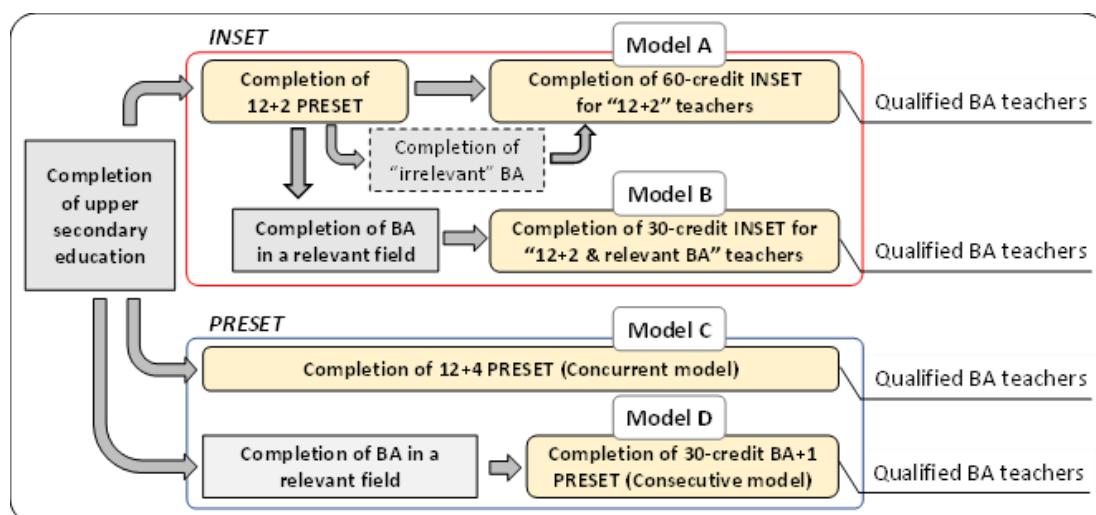 INSET
Model A
Completion of
12+2 PRESET
Completion of 60-credit INSET
for “12+2” teachers
Qualified BA teachers
Completion of
“irrelevant” BA
Completion
of upper
secondary
education
Model B
Completion of BA
in a relevant field
Completion of 30-credit INSET for
“12+2 & relevant BA” teachers
Qualified BA teachers
PRESET
Model C
Completion of 12+4 PRESET (Concurrent model)
Qualified BA teachers
Model D
Completion of BA in a
relevant field
Completion of 30-credit BA+1
PRESET (Consecutive model)
Qualified BA teachers